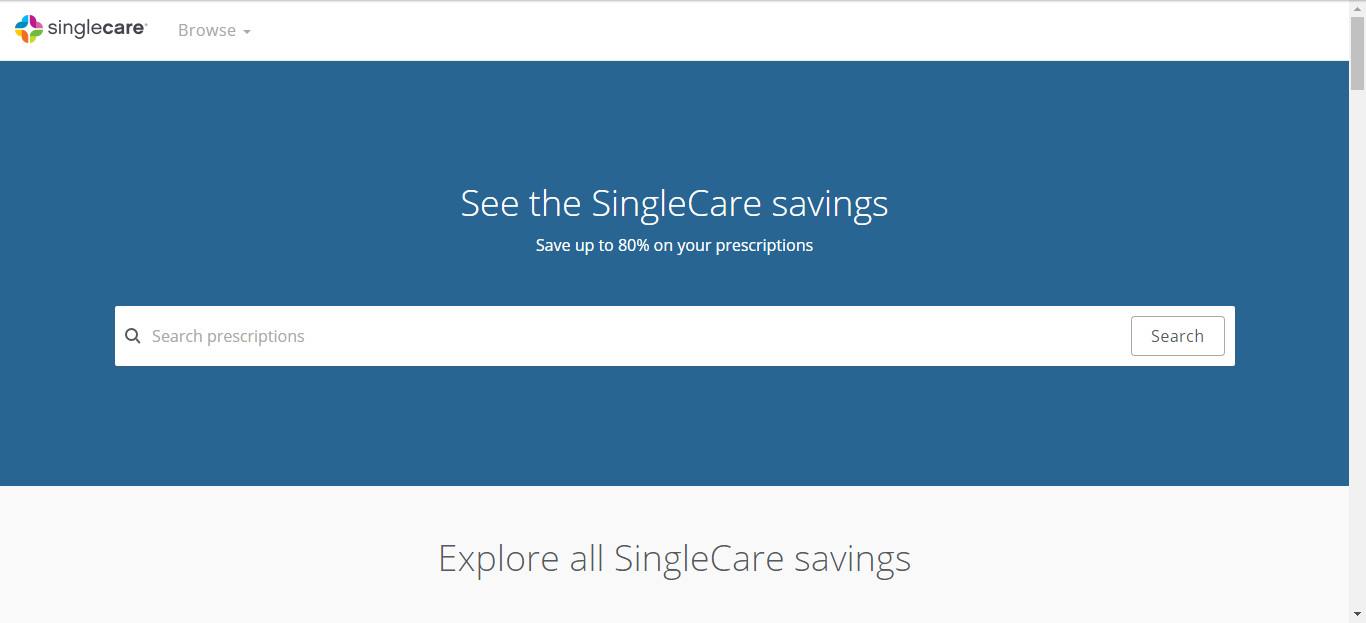 singlecare®
Browse
See the SingleCare savings
Save up to 80% on your prescriptions
Search prescriptions
Search
Explore all SingleCare savings